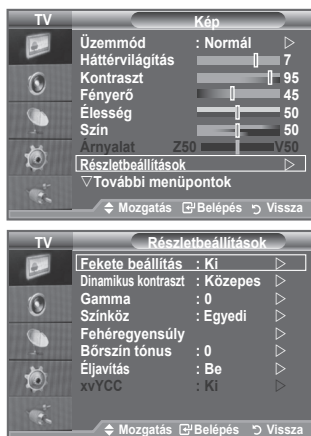 TV Kép
Üzemmód : Normál
Háttérvilágítás 7
Kontraszt 95
Fényerő 45
Élesség 50
Szín 50
Árnyalat Z50 V50
Részletbeállítások
▽További menüpontok
Mozgatás Belépés Vissza
TV Részletbeállítások
Fekete beállítás : Ki
Dinamikus kontraszt : Közepes
Gamma : 0
Színköz : Egyedi
Fehéregyensúly
Bőrszín tónus : 0
Éljavítás : Be
xvYCC : Ki
Mozgatás Belépés Vissza